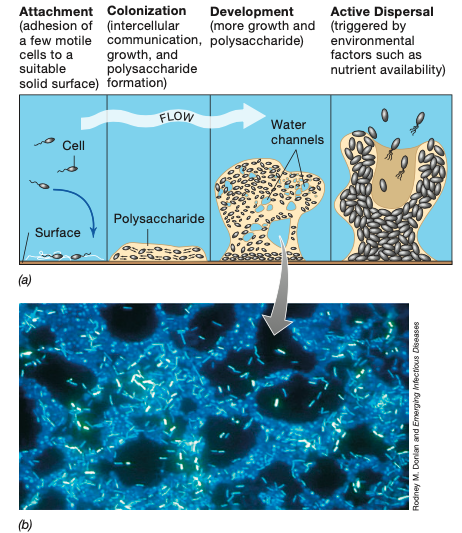 Attachment
(adhesion of
a few motile
cells to a
suitable
solid surface)
Colonization
(intercellular
communication,
growth, and
polysaccharide
formation)
Development
(more growth and
polysaccharide)
Active Dispersal
(triggered by
environmental
factors such as
nutrient availability)
FLOW
Cell
Surface
Polysaccharide
Water
channels
(a)
Rodney M. Donlan and Emerging Infectious Diseases
(b)